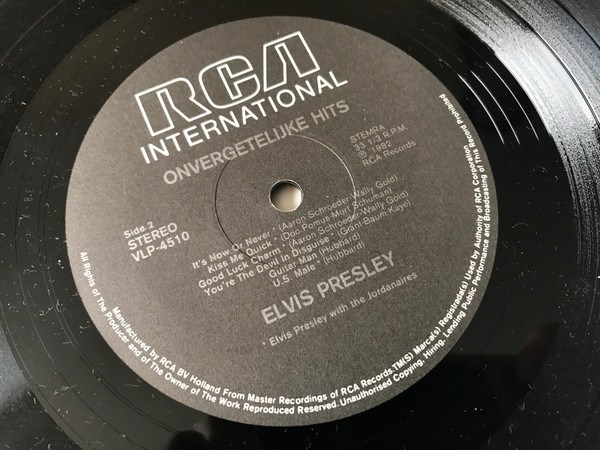 RCA
INTERNATIONAL
ONVERGETELIJKE HITS
STEMRA
33 1/3 R.P.M.
℗ 1982
RCA Records
Side 2
STEREO
VLP-4510
It's Now Or Never * (Aaron Schroeder-Wally Gold)
Kiss Me Quick * (Doc Pomus-Mort Schuman)
Good Luck Charm * (Aaron Schroeder-Wally Gold)
You're The Devil In Disguise * (Grant-Baum-Kaye)
Guitar Man (Hubbard)
U.S. Male * (Hubbard)
ELVIS PRESLEY
* Elvis Presley with the Jordanaires
Manufactured by RCA BV Holland From Master Recordings of RCA Records.TM(S) Marca(s) Registrada(s) Used by Authority of RCA Corporation.
All Rights of The Producer and of The Owner of The Work Reproduced Reserved. Unauthorised Copying, Hiring, Lending Public Performance and Broadcasting of This Record Prohibited